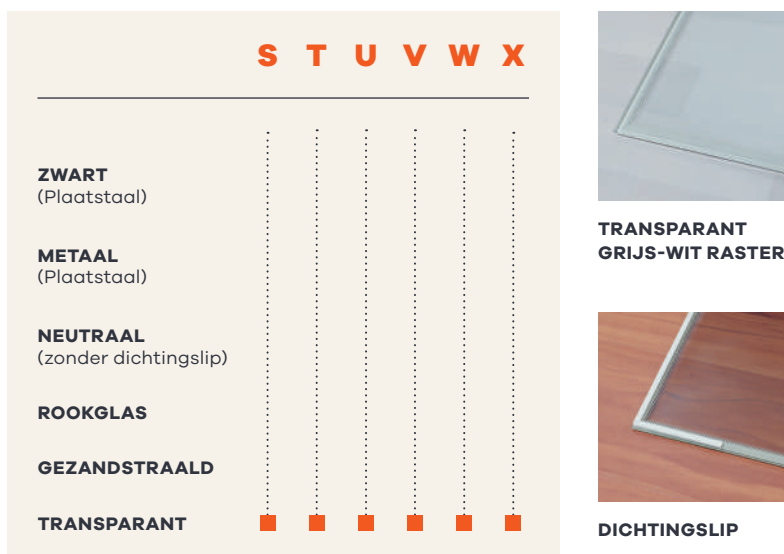 S T U V W X
ZWART
(Plaatstaal)
METAAL
(Plaatstaal)
NEUTRAAL
(zonder dichtingslip)
ROOKGLAS
GEZANDSTRAALD
TRANSPARANT
TRANSPARANT
GRIJS-WIT RASTER
DICHTINGSLIP